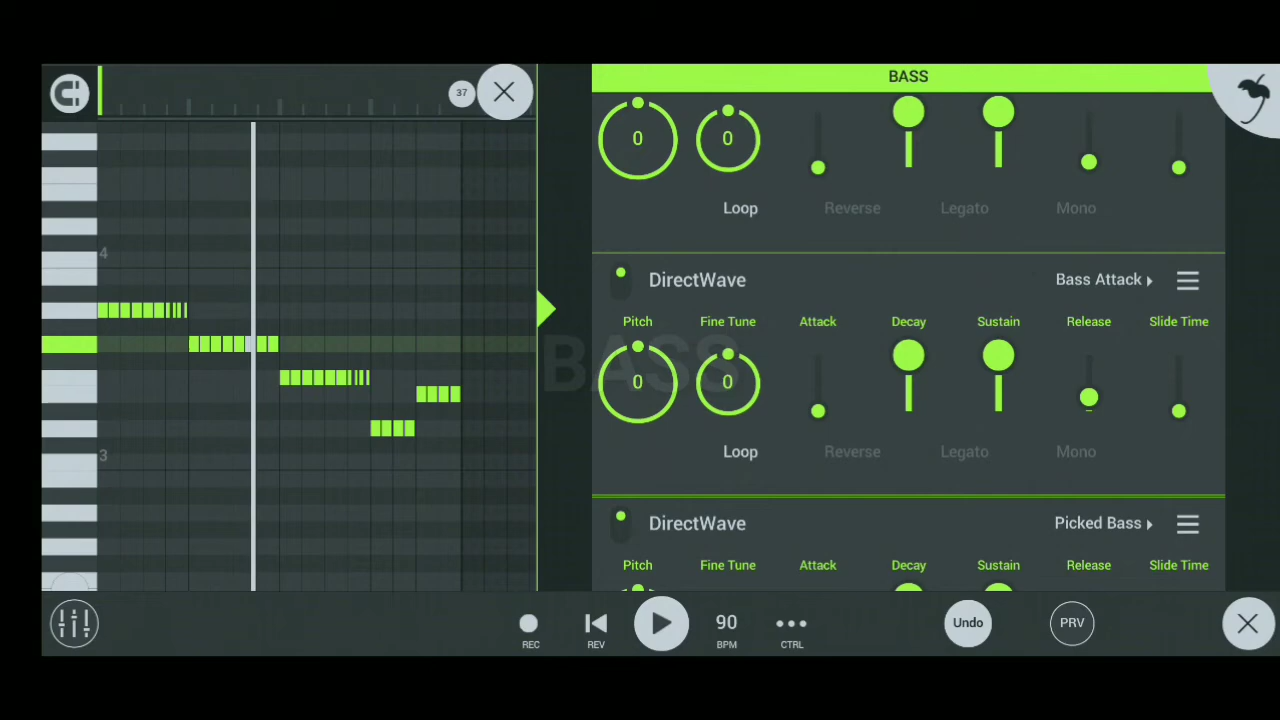 BASS
37
0
0
Loop
Reverse
Legato
Mono
4
DirectWave
Bass Attack
Pitch
Fine Tune
Attack
Decay
Sustain
Release
Slide Time
BASS
0
0
Loop
Reverse
Legato
Mono
3
DirectWave
Picked Bass
Pitch
Fine Tune
Attack
Decay
Sustain
Release
Slide Time
REC
REV
90
BPM
CTRL
Undo
PRV